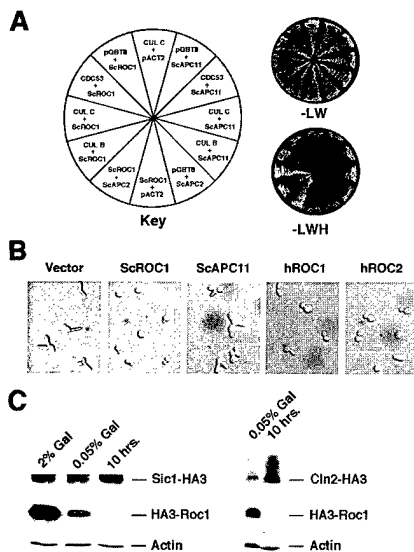 A
CUL C
+
pACT2
pGBT8
+
ScAPC11
CDC53
+
ScAPC11
CUL C
+
ScAPC11
CUL B
+
ScAPC11
pGBT8
+
ScAPC2
ScROC1
+
pACT2
ScROC1
+
ScAPC2
CUL B
+
ScROC1
CUL C
+
ScROC1
CDC53
+
ScROC1
pGBT8
+
ScROC1
Key
-LW
-LWH
B
Vector ScROC1 ScAPC11 hROC1 hROC2
C
2% Gal 0.05% Gal 10 hrs.
Sic1-HA3
HA3-Roc1
Actin
0.05% Gal 10 hrs.
Cln2-HA3
HA3-Roc1
Actin